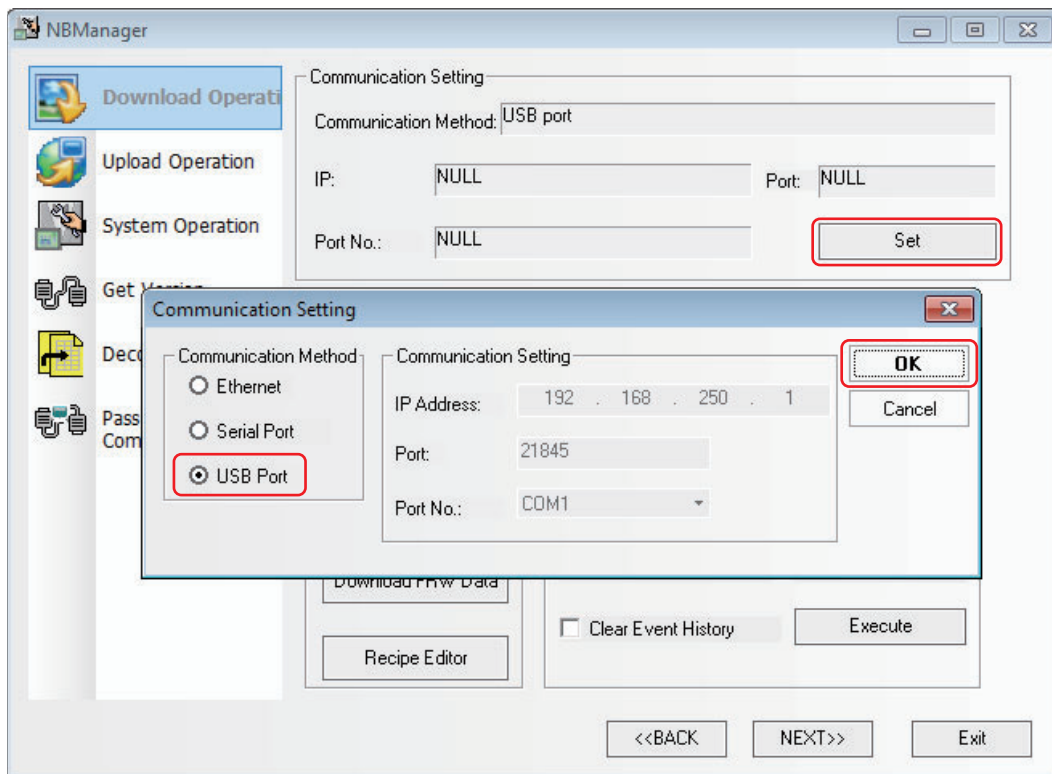 NBManager
Download Operati
Upload Operation
System Operation
Get
Deco
Pass
Com
Communication Setting
Communication Method: USB port
IP: NULL Port: NULL
Port No.: NULL Set
Communication Setting
Communication Method
Ethernet
Serial Port
USB Port
Communication Setting
IP Address: 192 . 168 . 250 . 1
Port: 21845
Port No.: COM1
OK
Cancel
Download FRW Data
Recipe Editor
Clear Event History Execute
<<BACK NEXT>> Exit